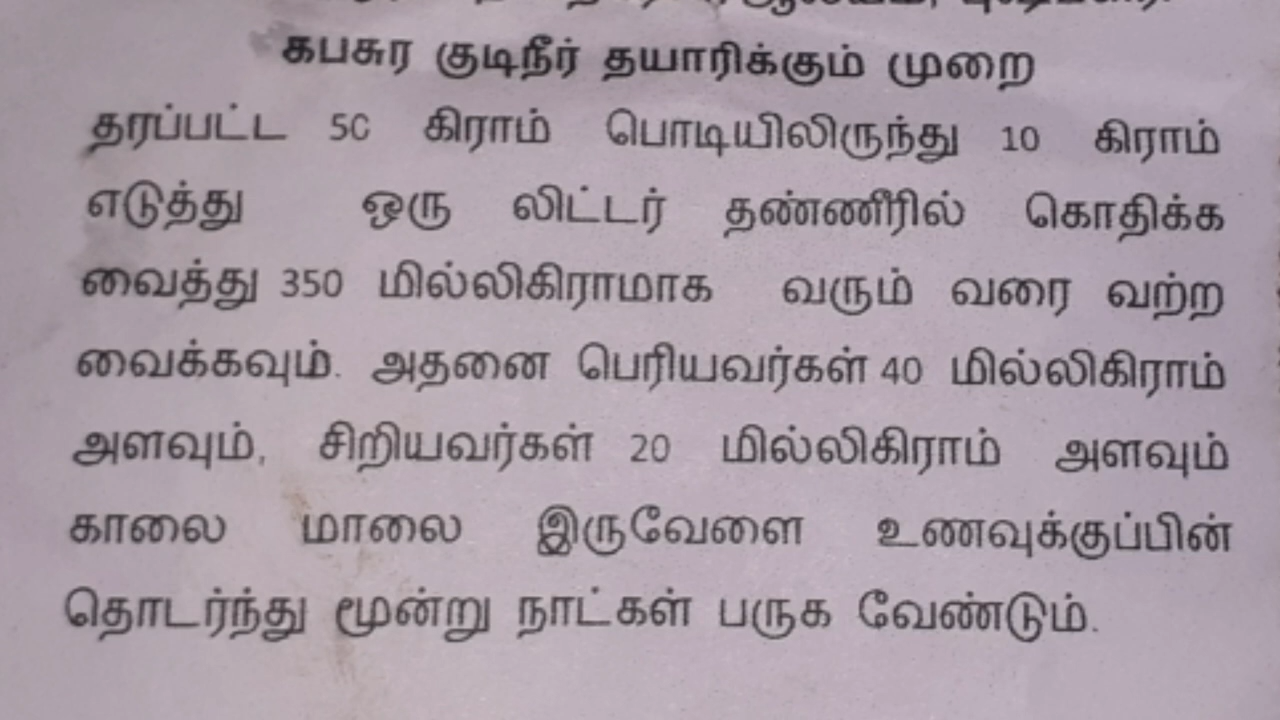 கபசுர குடிநீர் தயாரிக்கும் முறை
தரப்பட்ட 50 கிராம் பொடியிலிருந்து 10 கிராம்
எடுத்து ஒரு லிட்டர் தண்ணீரில் கொதிக்க
வைத்து 350 மில்லிகிராமாக வரும் வரை வற்ற
வைக்கவும். அதனை பெரியவர்கள் 40 மில்லிகிராம்
அளவும், சிறியவர்கள் 20 மில்லிகிராம் அளவும்
காலை மாலை இருவேளை உணவுக்குப்பின்
தொடர்ந்து மூன்று நாட்கள் பருக வேண்டும்.